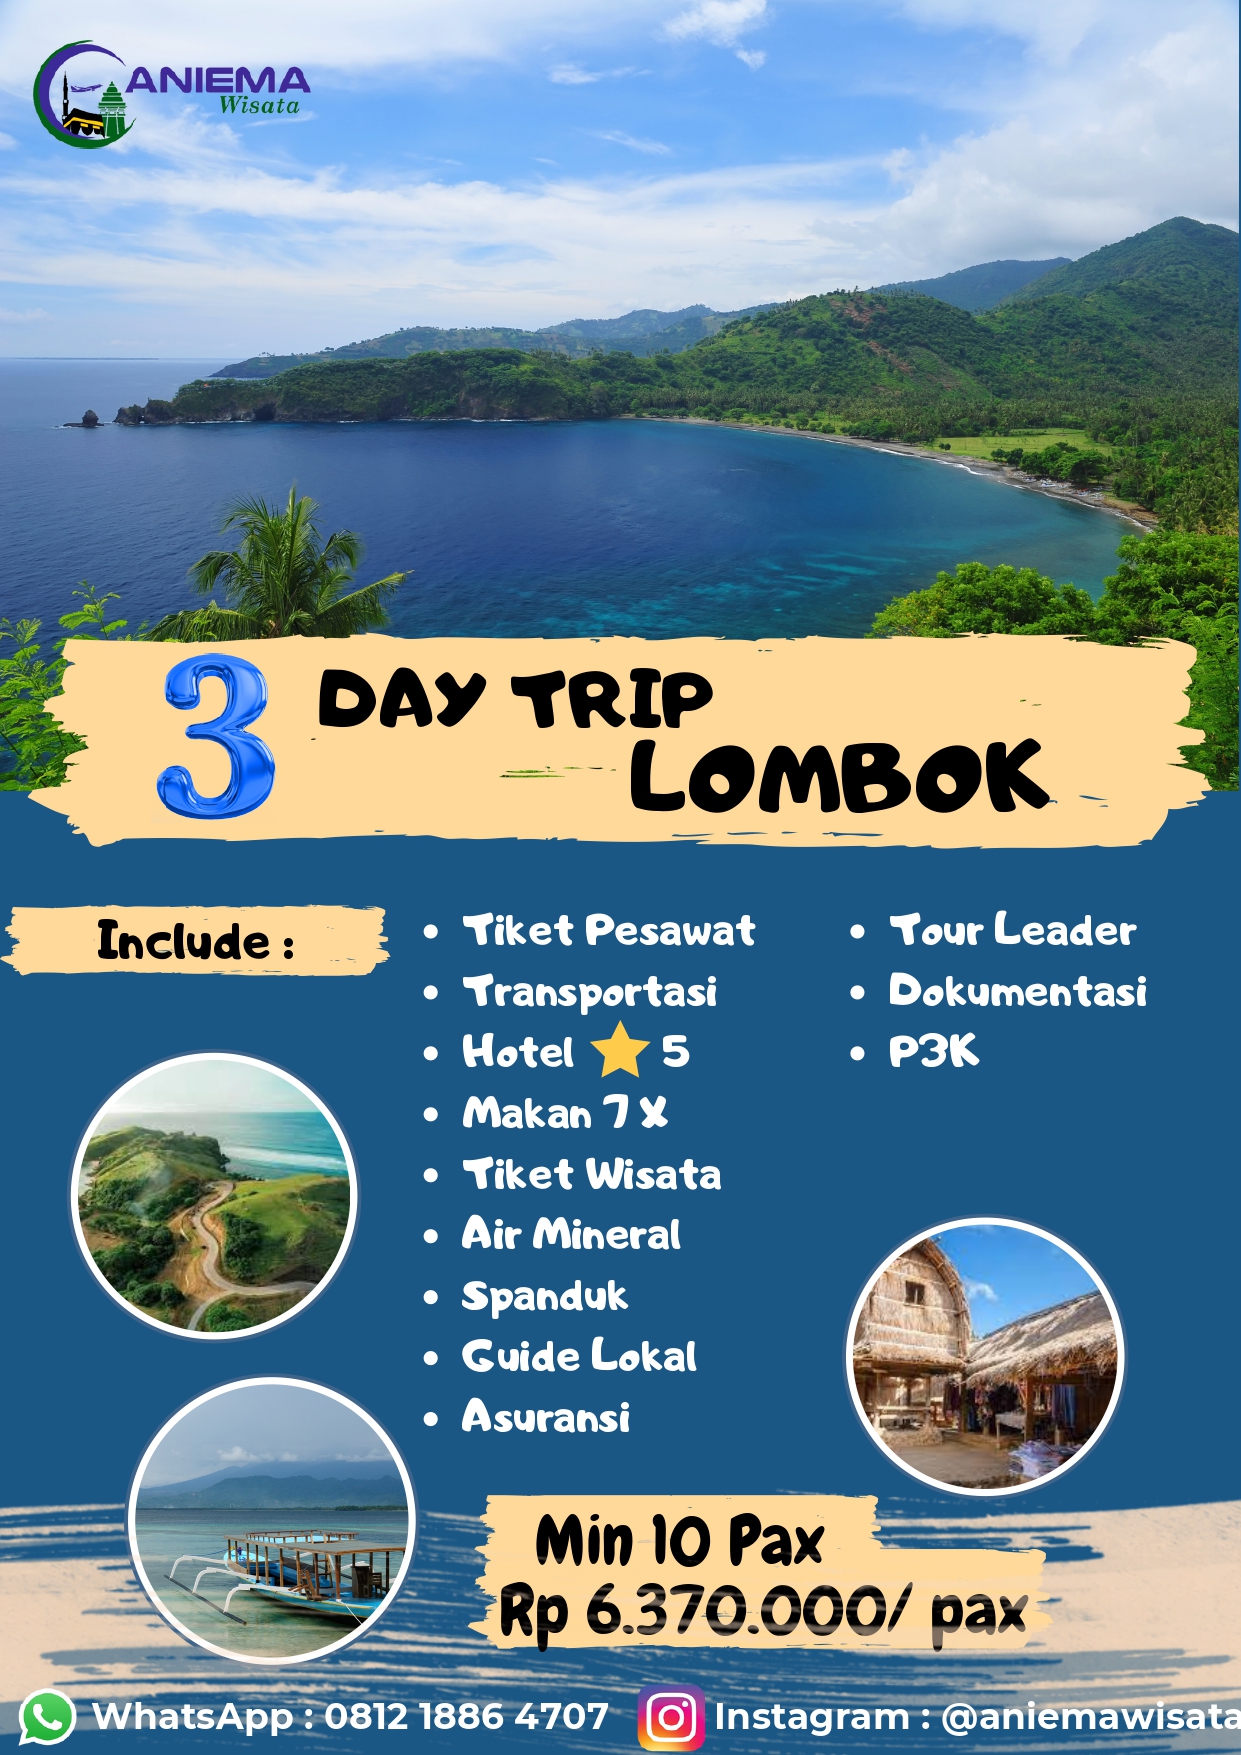 ANIEMA
Wisata
3 DAY TRIP
LOMBOK
Include :
• Tiket Pesawat
• Transportasi
• Hotel ⭐ 5
• Makan 7 X
• Tiket Wisata
• Air Mineral
• Spanduk
• Guide Lokal
• Asuransi
• Tour Leader
• Dokumentasi
• P3K
Min 10 Pax
Rp 6.370.000/ pax
WhatsApp : 0812 1886 4707
Instagram : @aniemawisata